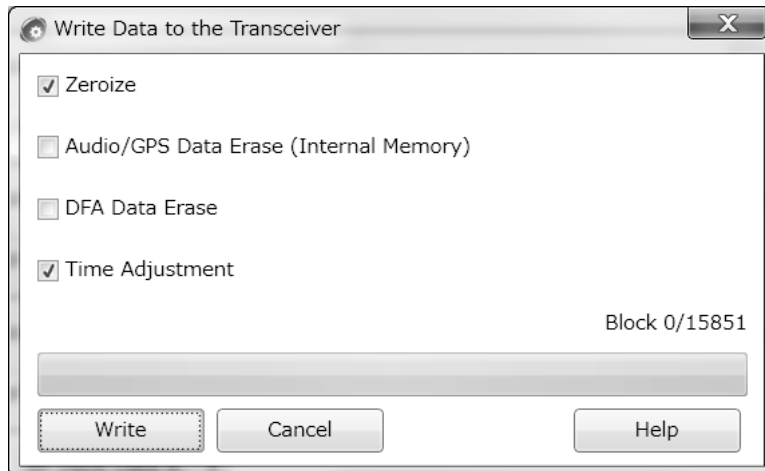 Write Data to the Transceiver
Zeroize
Audio/GPS Data Erase (Internal Memory)
DFA Data Erase
Time Adjustment
Block 0/15851
Write Cancel Help